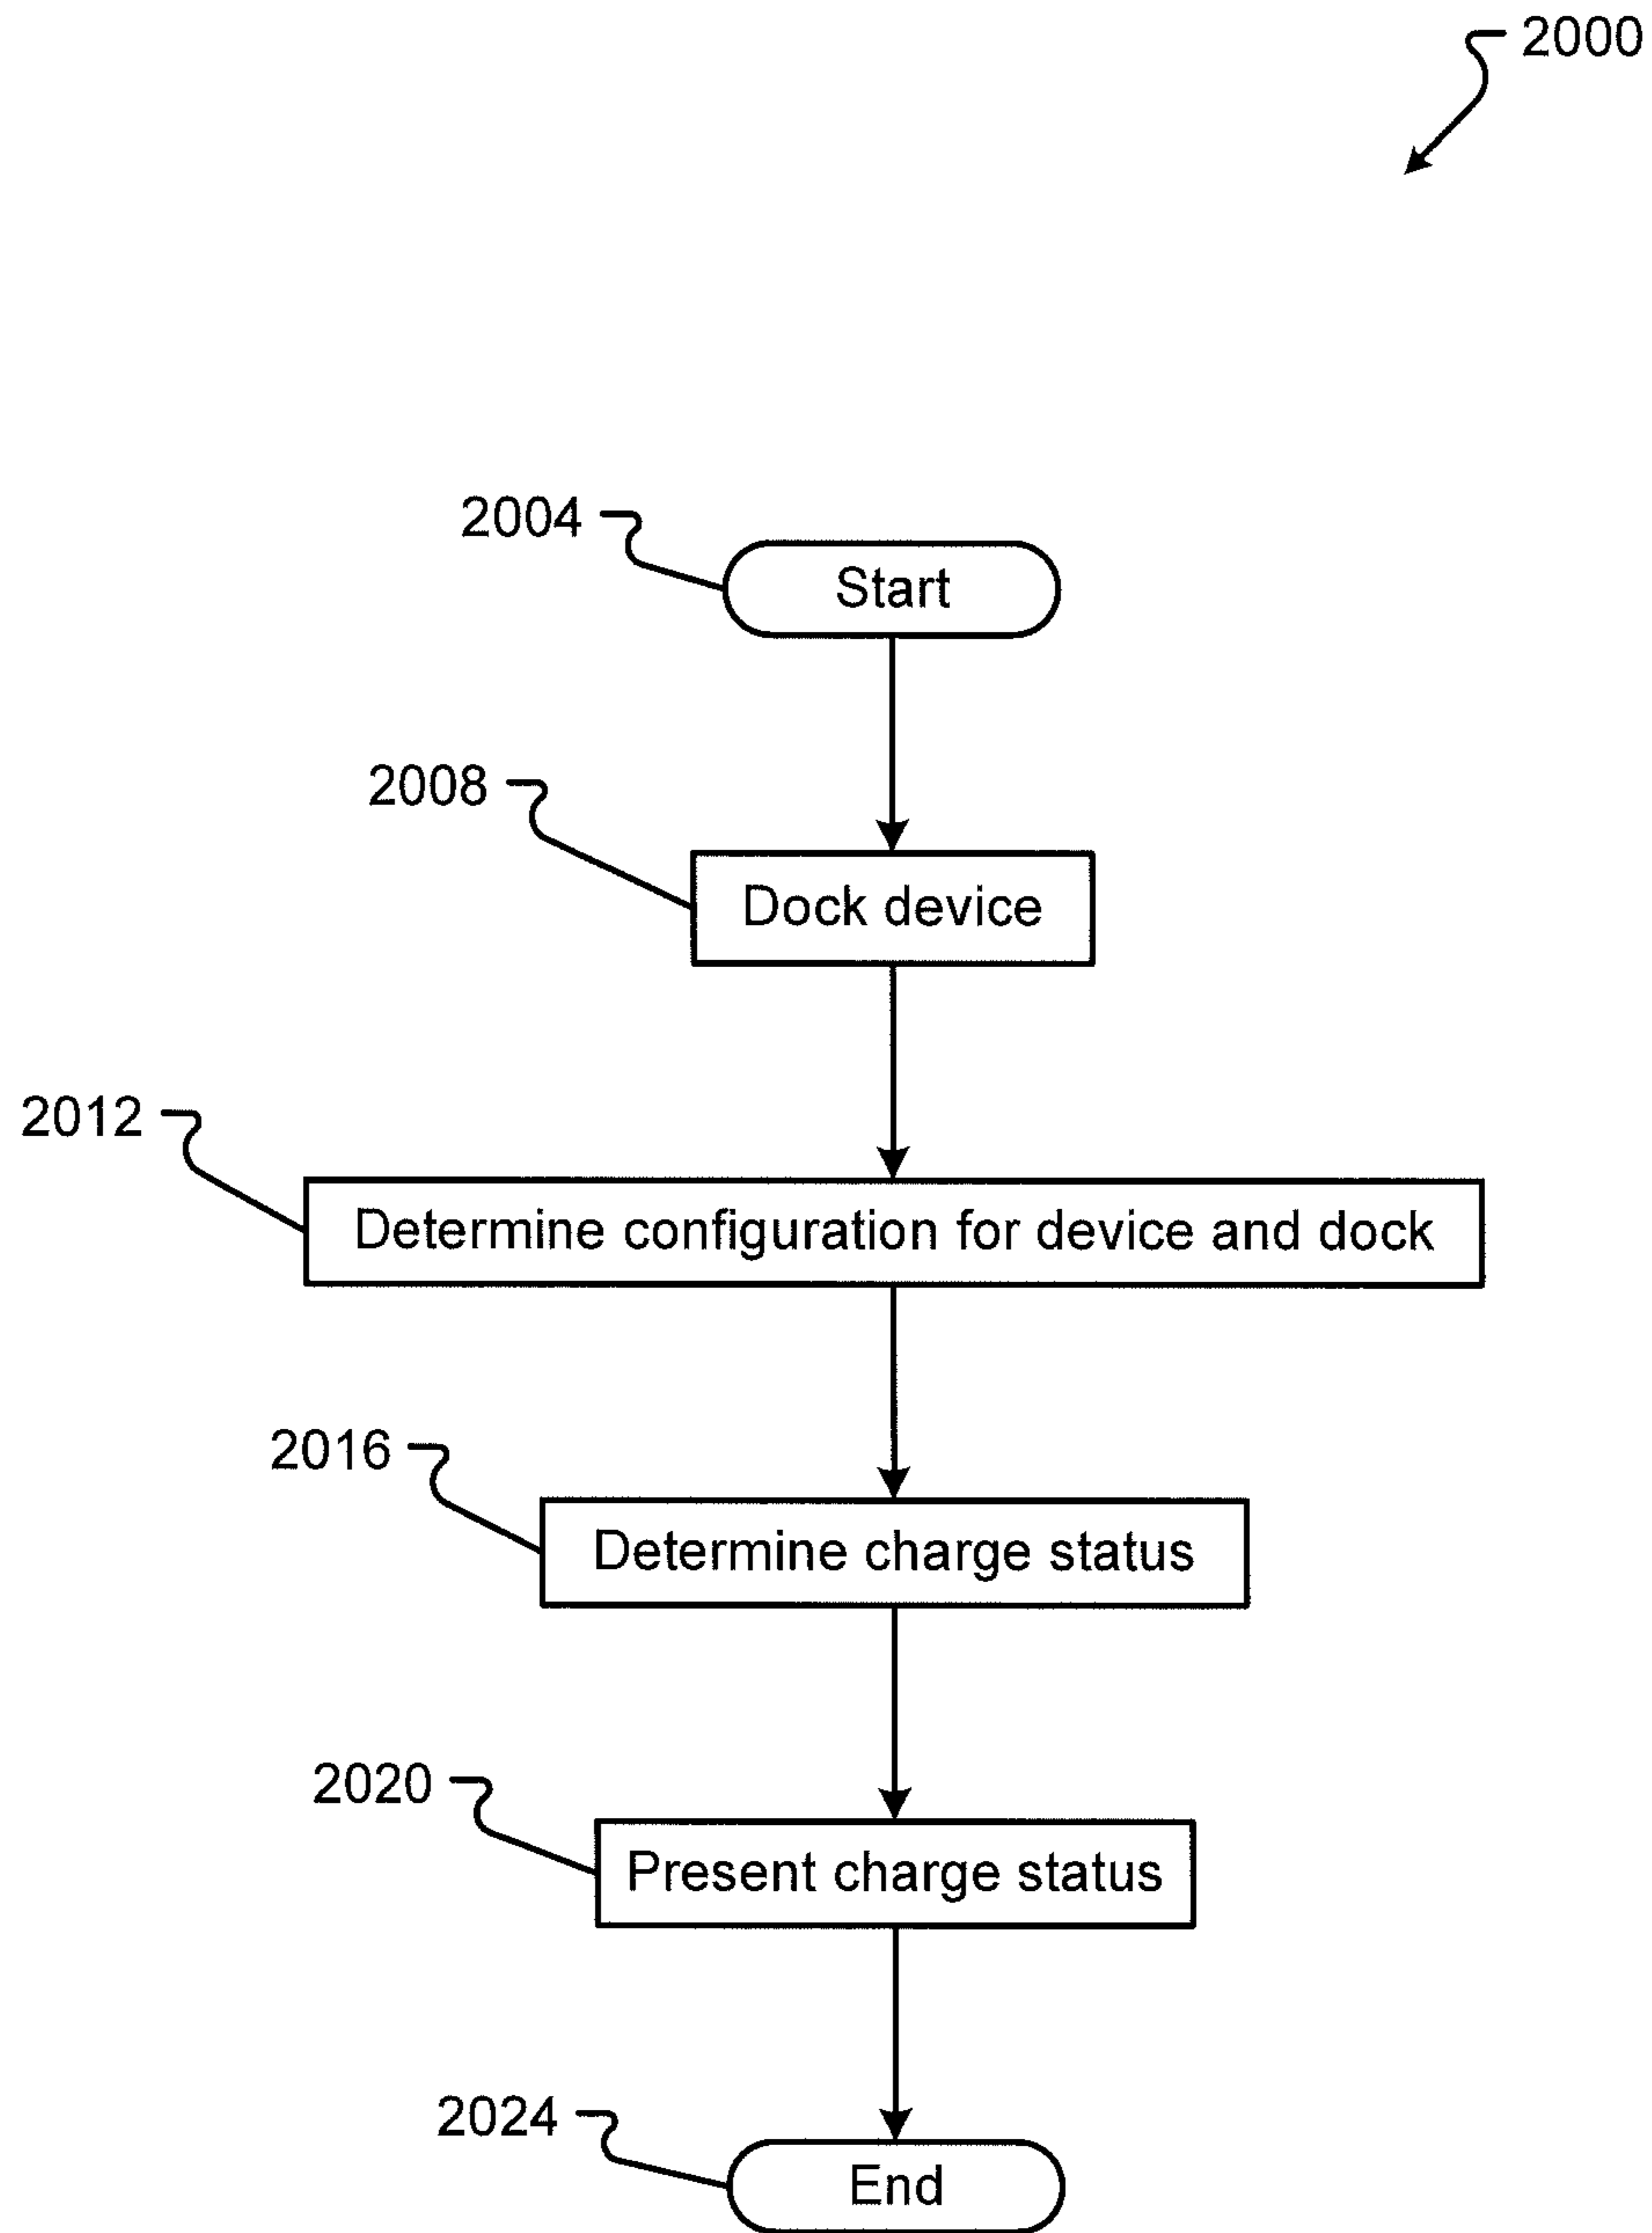 2000
2004
Start
2008
Dock device
2012
Determine configuration for device and dock
2016
Determine charge status
2020
Present charge status
2024
End